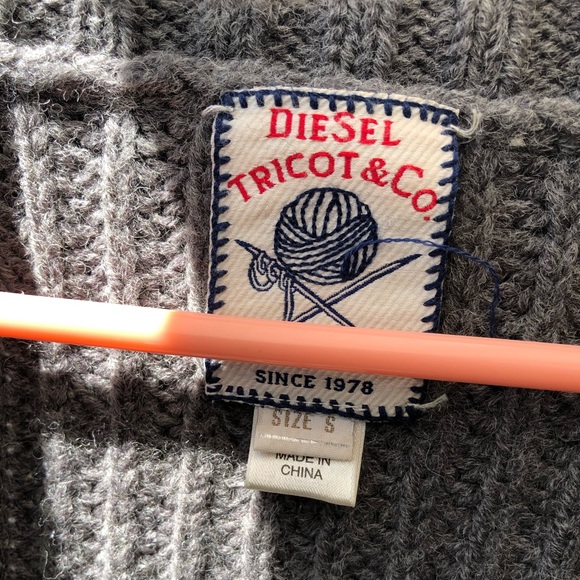 DIESEL
TRICOT & CO.
SINCE 1978
SIZE S
MADE IN
CHINA